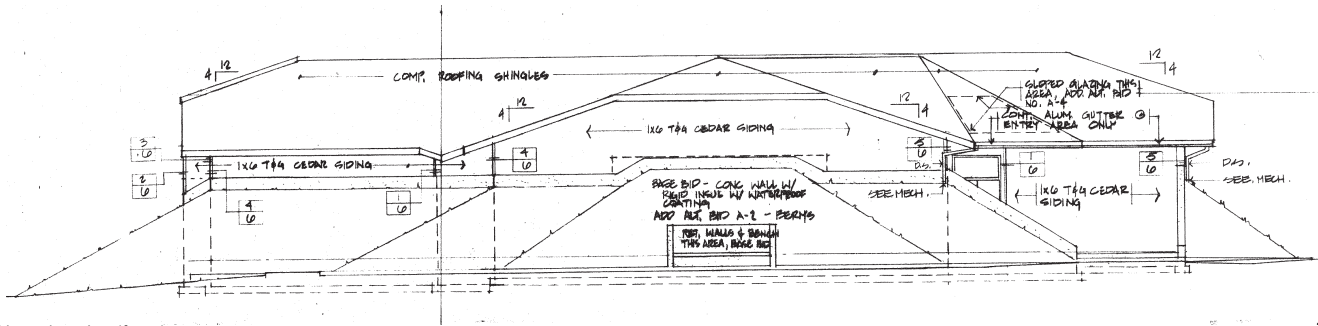 12
4
COMP. ROOFING SHINGLES
12
4
SLOPED GLAZING THIS
AREA, ADD. ALT. BID
NO. A-4
CONT. ALUM. GUTTER @
ENTRY AREA ONLY
12
4
12
4
1x6 T&G CEDAR SIDING
3
6
1x6 T&G CEDAR SIDING
4
6
5
6
D.S.
SEE MECH.
1
6
5
6
D.S.
SEE MECH.
2
6
4
6
1
6
BASE BID - CONC WALL W/
RIGID INSUL W/ WATERPROOF
COATING
ADD ALT. BID A-2 - BERMS
RET. WALLS & BENCH
THIS AREA, BASE BID
1x6 T&G CEDAR
SIDING